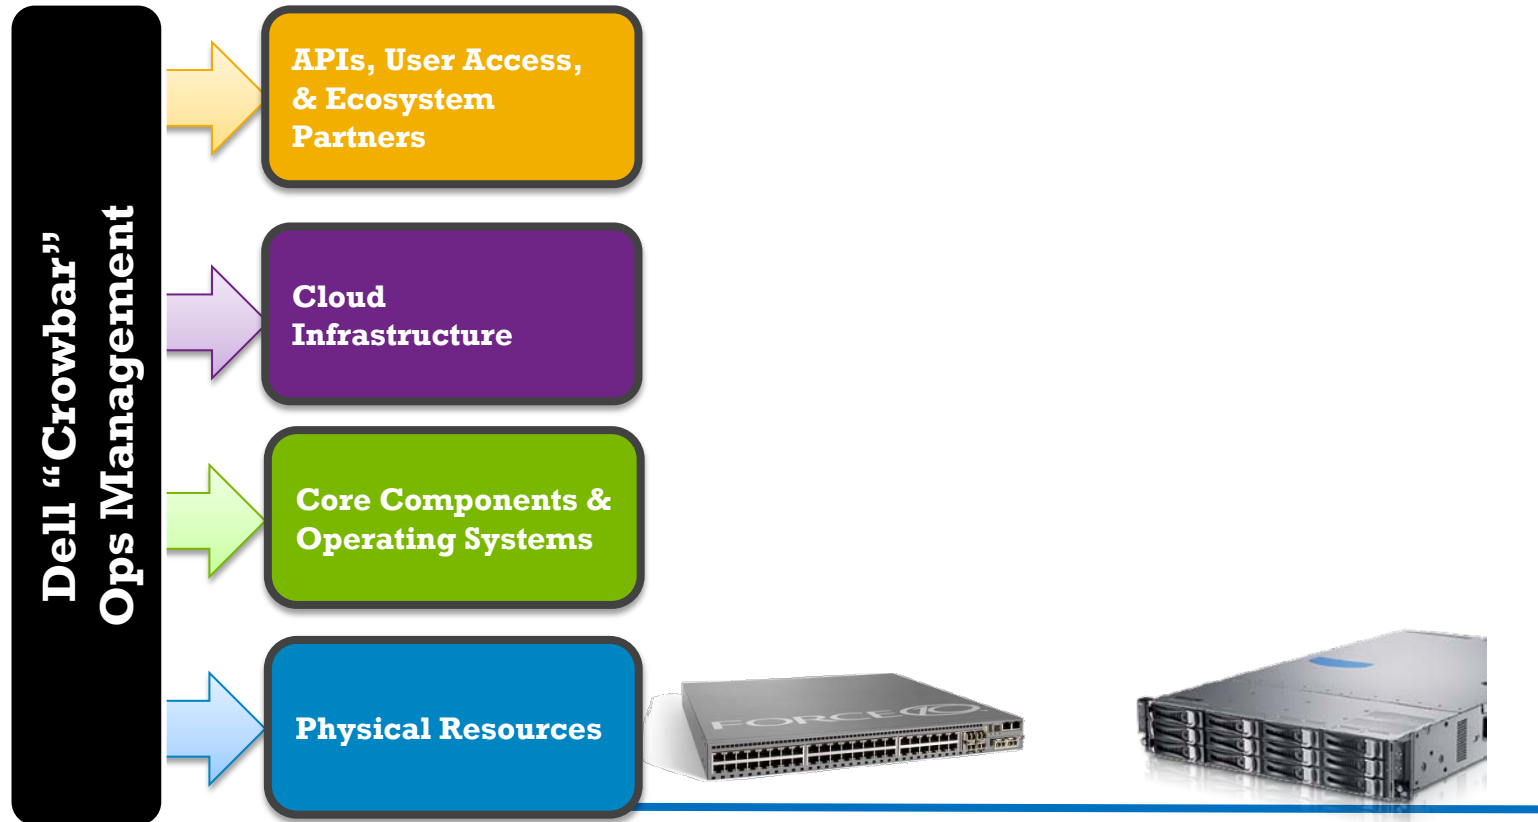 Dell “Crowbar”
Ops Management
APIs, User Access,
& Ecosystem
Partners
Cloud
Infrastructure
Core Components &
Operating Systems
Physical Resources
FORCE10